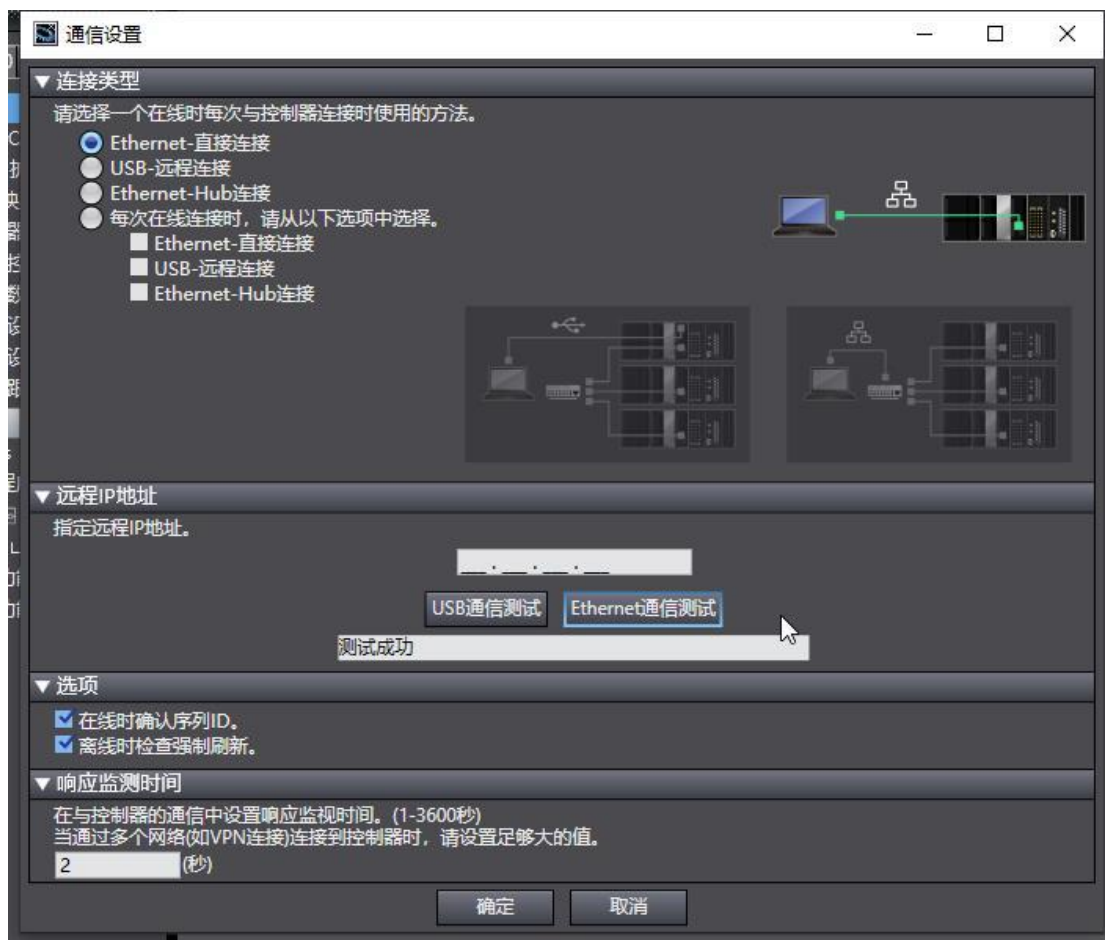 通信设置
连接类型
请选择一个在线时每次与控制器连接时使用的方法。
Ethernet-直接连接
USB-远程连接
Ethernet-Hub连接
每次在线连接时，请从以下选项中选择。
Ethernet-直接连接
USB-远程连接
Ethernet-Hub连接
远程IP地址
指定远程IP地址。
___.___.___.___
USB通信测试 Ethernet通信测试
测试成功
选项
在线时确认序列ID。
离线时检查强制刷新。
响应监测时间
在与控制器的通信中设置响应监视时间。(1-3600秒)
当通过多个网络(如VPN连接)连接到控制器时，请设置足够大的值。
2 (秒)
确定 取消